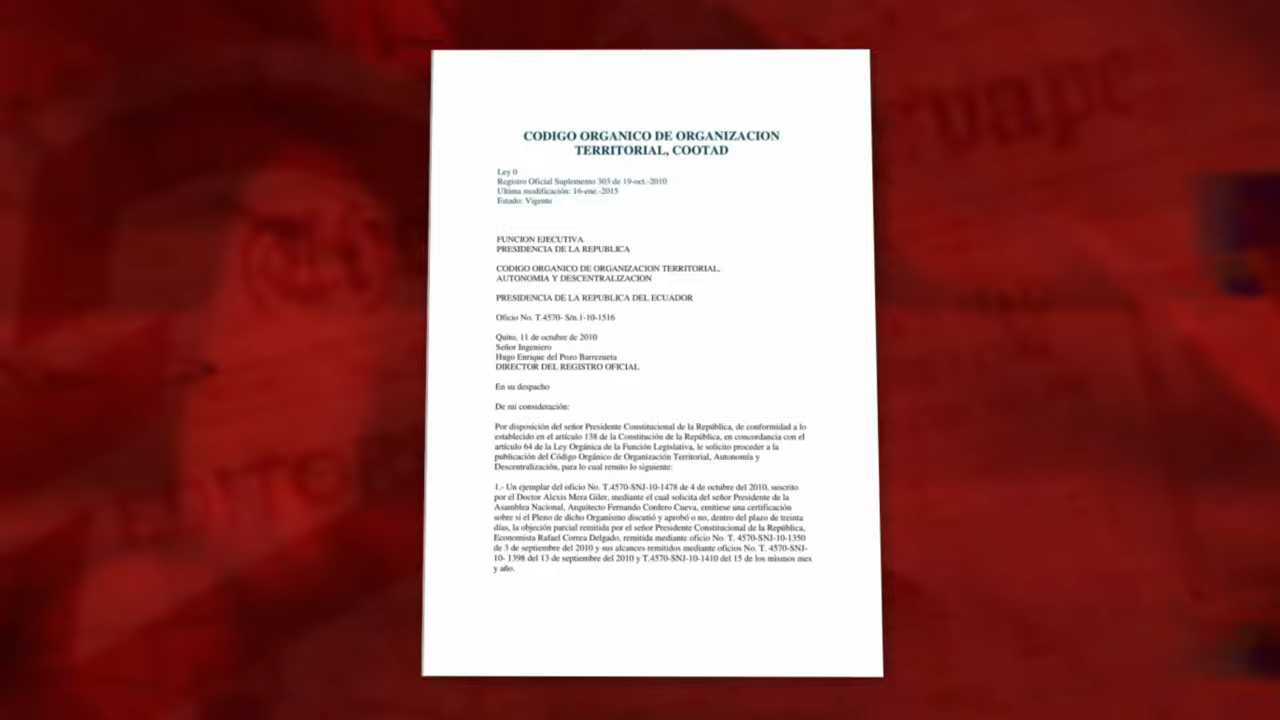 CODIGO ORGANICO DE ORGANIZACION
TERRITORIAL, COOTAD
Ley 0
Registro Oficial Suplemento 303 de 19-oct.-2010
Ultima modificación: 16-ene.-2015
Estado: Vigente
FUNCION EJECUTIVA
PRESIDENCIA DE LA REPUBLICA
CODIGO ORGANICO DE ORGANIZACION TERRITORIAL,
AUTONOMIA Y DESCENTRALIZACION
PRESIDENCIA DE LA REPUBLICA DEL ECUADOR
Oficio No. T.4570- S/n.1-10-1516
Quito, 11 de octubre de 2010
Señor Ingeniero
Hugo Enrique del Pozo Barrezueta
DIRECTOR DEL REGISTRO OFICIAL
En su despacho
De mi consideración:
Por disposición del señor Presidente Constitucional de la República, de conformidad a lo
establecido en el artículo 138 de la Constitución de la República, en concordancia con el
artículo 64 de la Ley Orgánica de la Función Legislativa, le solicito proceder a la
publicación del Código Orgánico de Organización Territorial, Autonomía y
Descentralización, para lo cual remito lo siguiente:
1.- Un ejemplar del oficio No. T.4570-SNJ-10-1478 de 4 de octubre del 2010, suscrito
por el Doctor Alexis Mera Giler, mediante el cual solicita del señor Presidente de la
Asamblea Nacional, Arquitecto Fernando Cordero Cueva, emitiese una certificación
sobre si el Pleno de dicho Organismo discutió y aprobó o no, dentro del plazo de treinta
días, la objeción parcial remitida por el señor Presidente Constitucional de la República,
Economista Rafael Correa Delgado, remitida mediante oficio No. T. 4570-SNJ-10-1350
de 3 de septiembre del 2010 y sus alcances remitidos mediante oficios No. T. 4570-SNJ-
10- 1398 del 13 de septiembre del 2010 y T.4570-SNJ-10-1410 del 15 de los mismos mes
y año.